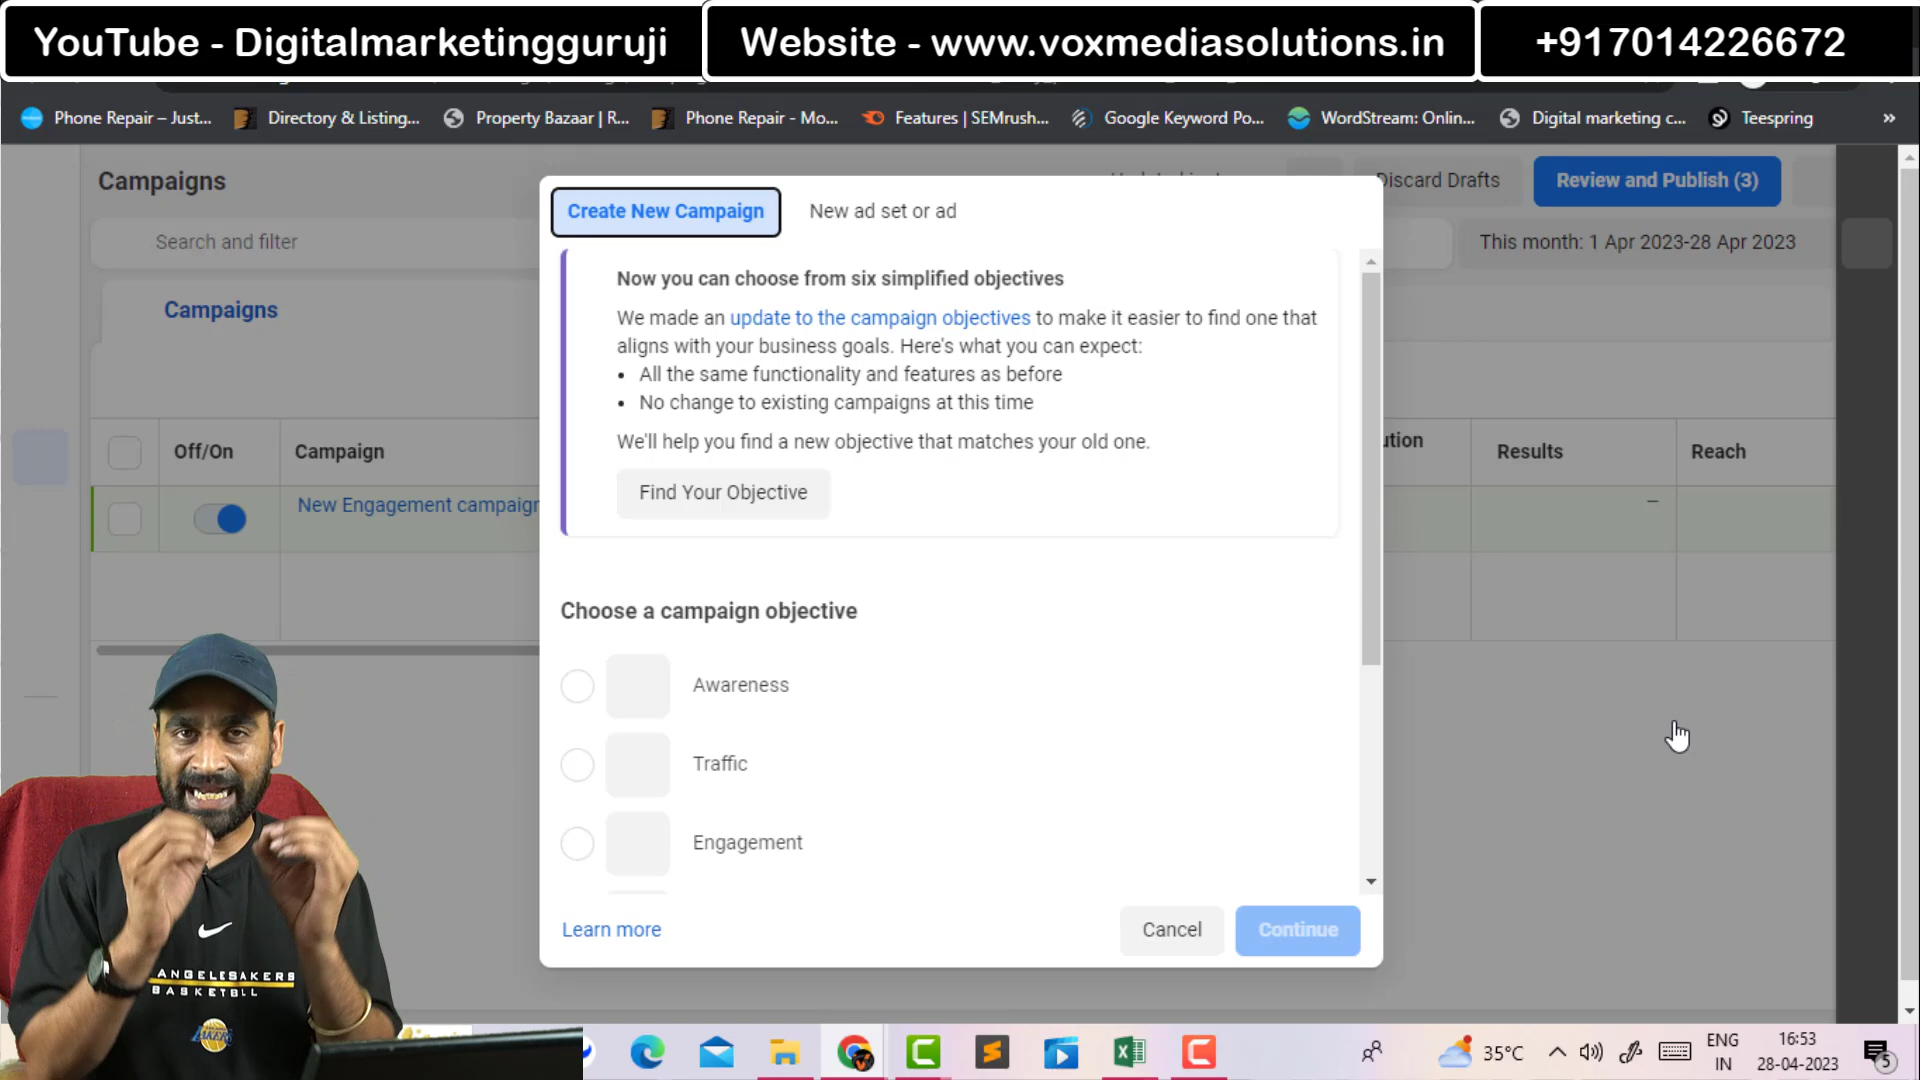 YouTube - Digitalmarketingguruji
Website - www.voxmediasolutions.in
+917014226672
Phone Repair – Just...
Directory & Listing...
Property Bazaar | R...
Phone Repair - Mo...
Features | SEMrush...
Google Keyword Po...
WordStream: Onlin...
Digital marketing c...
Teespring
»
Campaigns
Discard Drafts
Review and Publish (3)
Create New Campaign
New ad set or ad
Search and filter
This month: 1 Apr 2023-28 Apr 2023
Now you can choose from six simplified objectives
We made an update to the campaign objectives to make it easier to find one that
aligns with your business goals. Here's what you can expect:
• All the same functionality and features as before
• No change to existing campaigns at this time
We'll help you find a new objective that matches your old one.
Find Your Objective
Campaigns
Off/On
Campaign
ution
Results
Reach
New Engagement campaign
—
Choose a campaign objective
Awareness
Traffic
Engagement
Learn more
Cancel
Continue
ANGELESAKERS
BASKETBLL
LAKERS
35°C
ENG
IN
16:53
28-04-2023
5